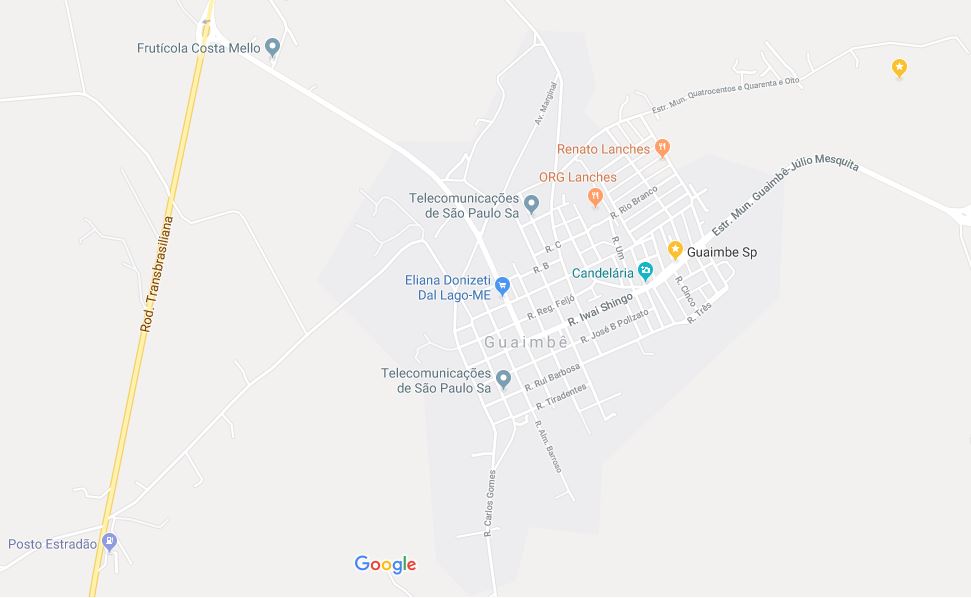 Frutícola Costa Mello
Av. Marginal
Estr. Mun. Quatrocentos e Quarenta e Oito
Renato Lanches
ORG Lanches
Estr. Mun. Guaimbê-Júlio Mesquita
Telecomunicações
de São Paulo Sa
R. Rio Branco
Rod. Transbrasiliana
R. C
R. Um
R. B
Guaimbe Sp
Candelária
Eliana Donizeti
Dal Lago-ME
R. Cinco
R. Reg. Feijó
R. Iwai Shingo
R. Três
R. José B Polizato
Guaimbê
Telecomunicações
de São Paulo Sa
R. Rui Barbosa
R. Tiradentes
R. Alm. Barroso
R. Carlos Gomes
Posto Estradão
Google